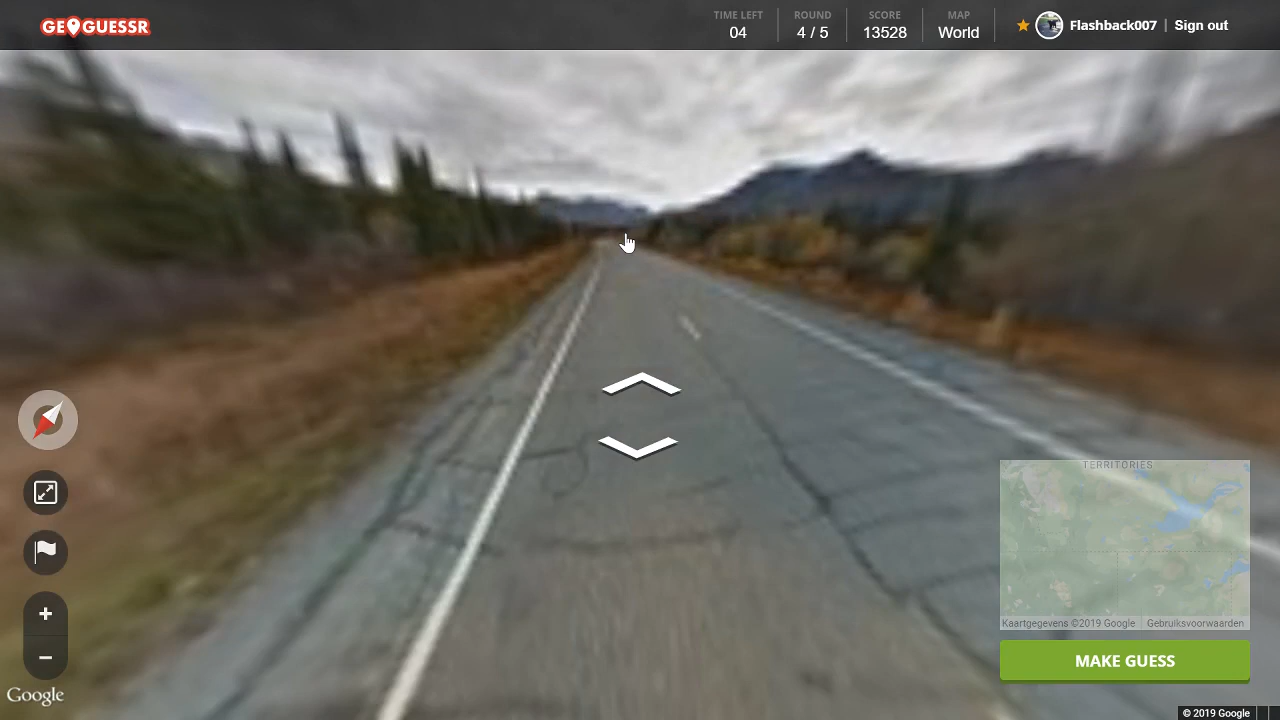 GEOGUESSR
TIME LEFT
04
ROUND
4 / 5
SCORE
13528
MAP
World
Flashback007 | Sign out
TERRITORIES
Kaartgegevens ©2019 Google
Gebruiksvoorwaarden
MAKE GUESS
+
−
Google
© 2019 Google